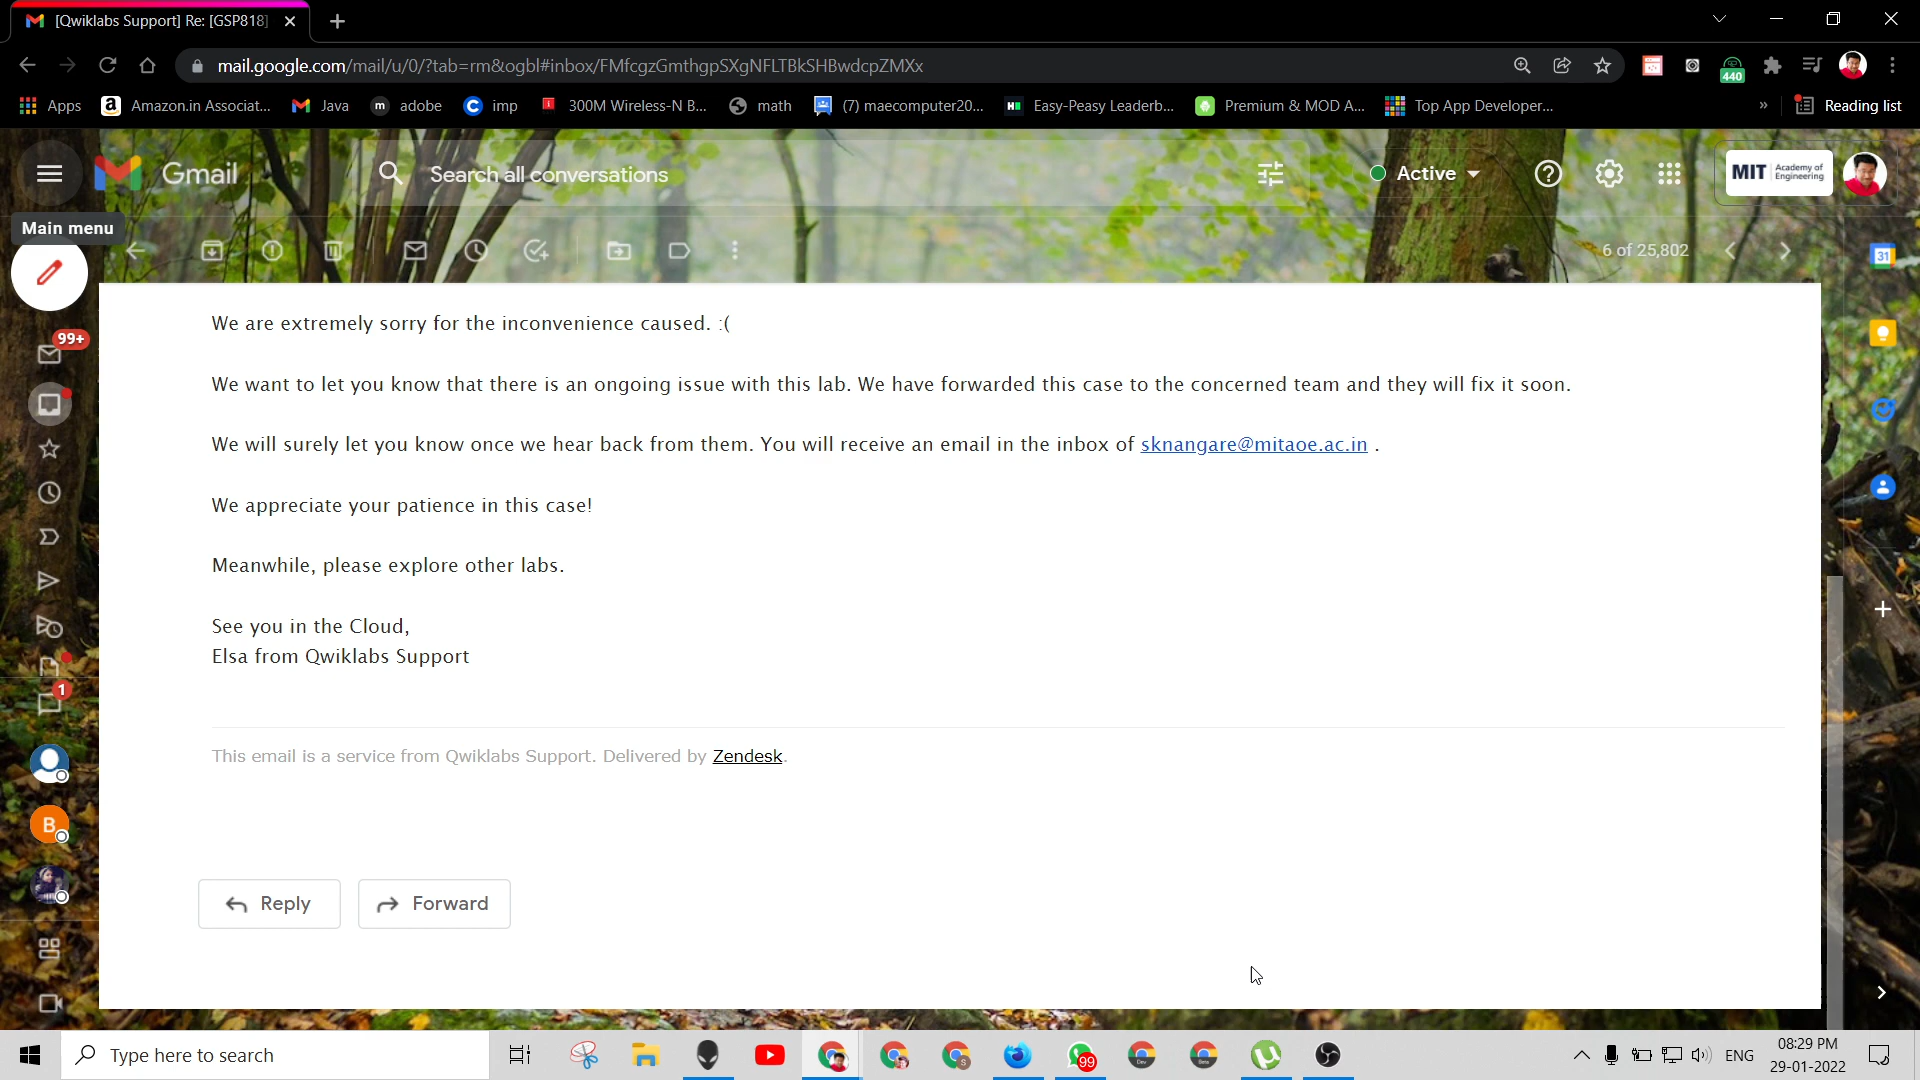 [Qwiklabs Support] Re: [GSP818]
mail.google.com/mail/u/0/?tab=rm&ogbl#inbox/FMfcgzGmthgpSXgNFLTBkSHBwdcpZMXx
440
Apps
Amazon.in Associat...
Java
adobe
imp
300M Wireless-N B...
math
(7) maecomputer20...
Easy-Peasy Leaderb...
Premium & MOD A...
Top App Developer...
»
Reading list
Gmail
Search all conversations
Active
MIT Academy of Engineering
Main menu
6 of 25,802
31
99+
We are extremely sorry for the inconvenience caused. :(
We want to let you know that there is an ongoing issue with this lab. We have forwarded this case to the concerned team and they will fix it soon.
We will surely let you know once we hear back from them. You will receive an email in the inbox of sknangare@mitaoe.ac.in .
We appreciate your patience in this case!
Meanwhile, please explore other labs.
See you in the Cloud,
Elsa from Qwiklabs Support
1
This email is a service from Qwiklabs Support. Delivered by Zendesk.
B
Reply
Forward
Type here to search
99
ENG
08:29 PM
29-01-2022